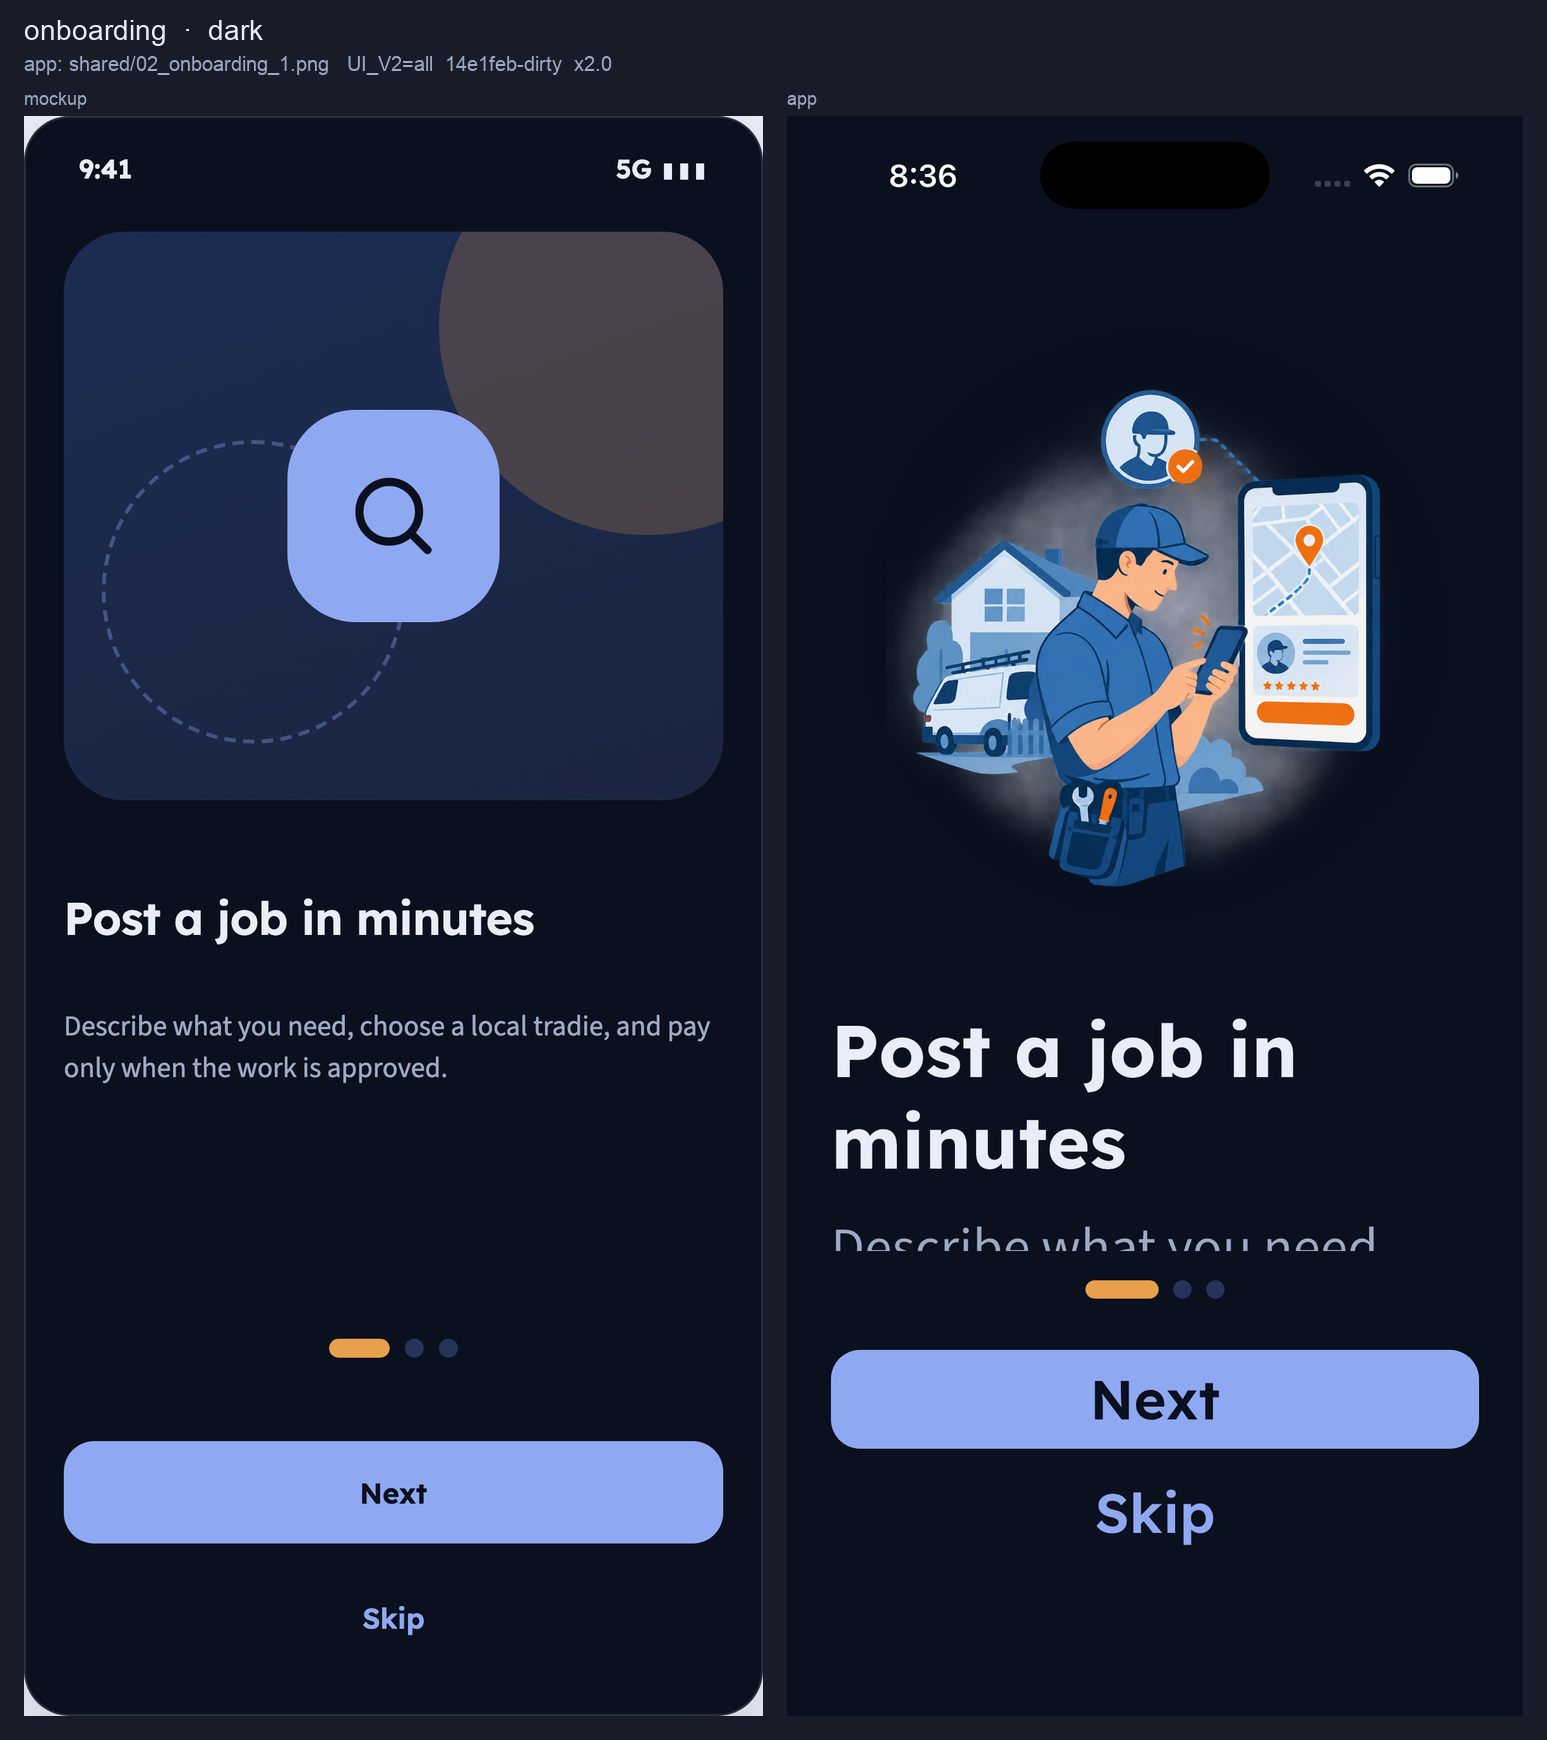 onboarding · dark
app: shared/02_onboarding_1.png UI_V2=all 14e1feb-dirty x2.0
mockup
9:41 5G
Post a job in minutes
Describe what you need, choose a local tradie, and pay
only when the work is approved.
Next
Skip
app
8:36
Post a job in
minutes
Describe what you need
Next
Skip